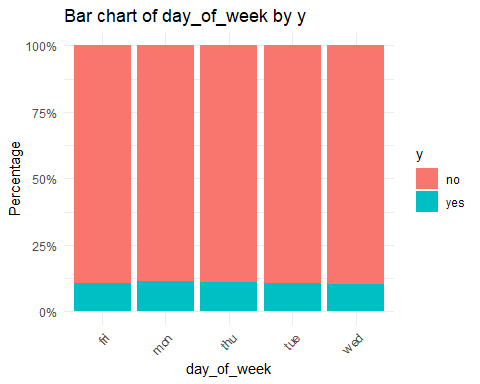 Bar chart of day_of_week by y
100%
75%
50%
25%
0%
Percentage
fri
mon
thu
tue
wed
day_of_week
y
no
yes